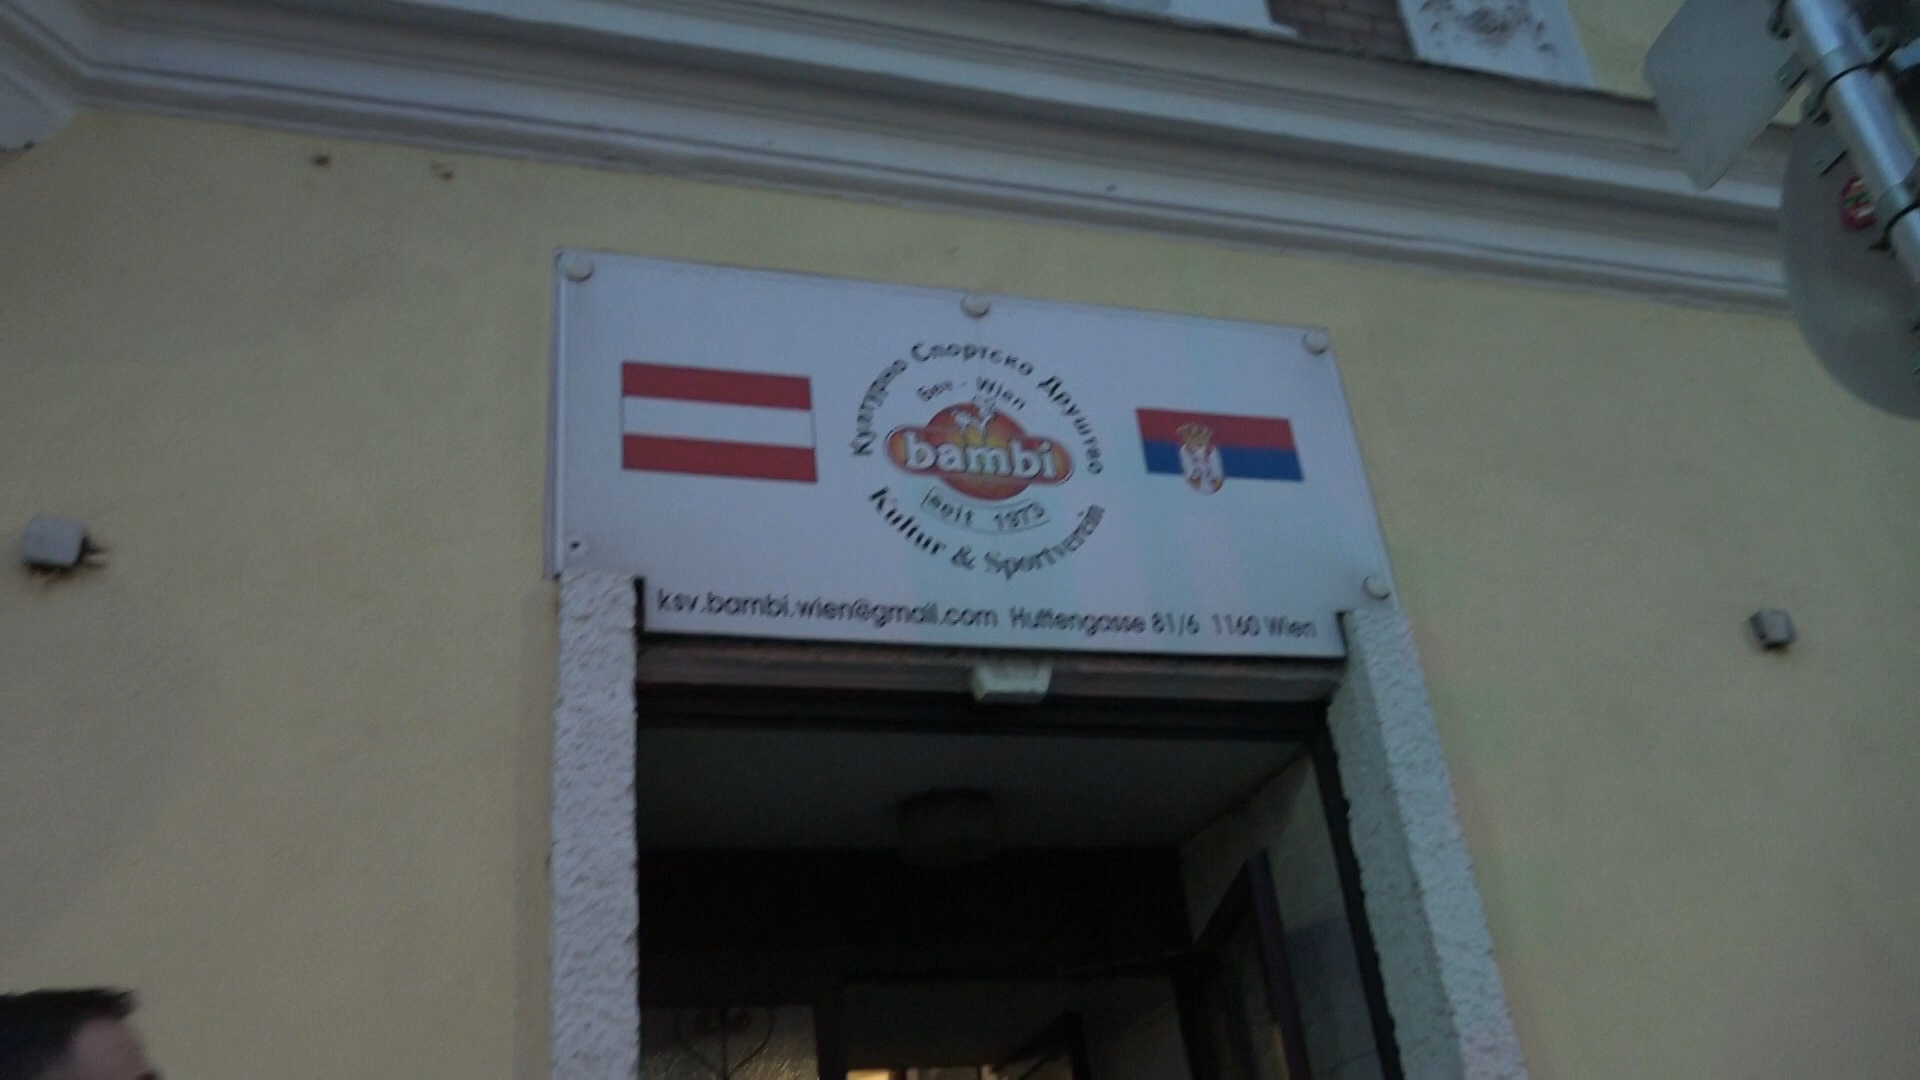 Културно Спортско Друштво
Беч - Wien
bambi
seit 1973
Kultur & Sportverein
ksv.bambi.wien@gmail.com Huttengasse 81/6 1160 Wien